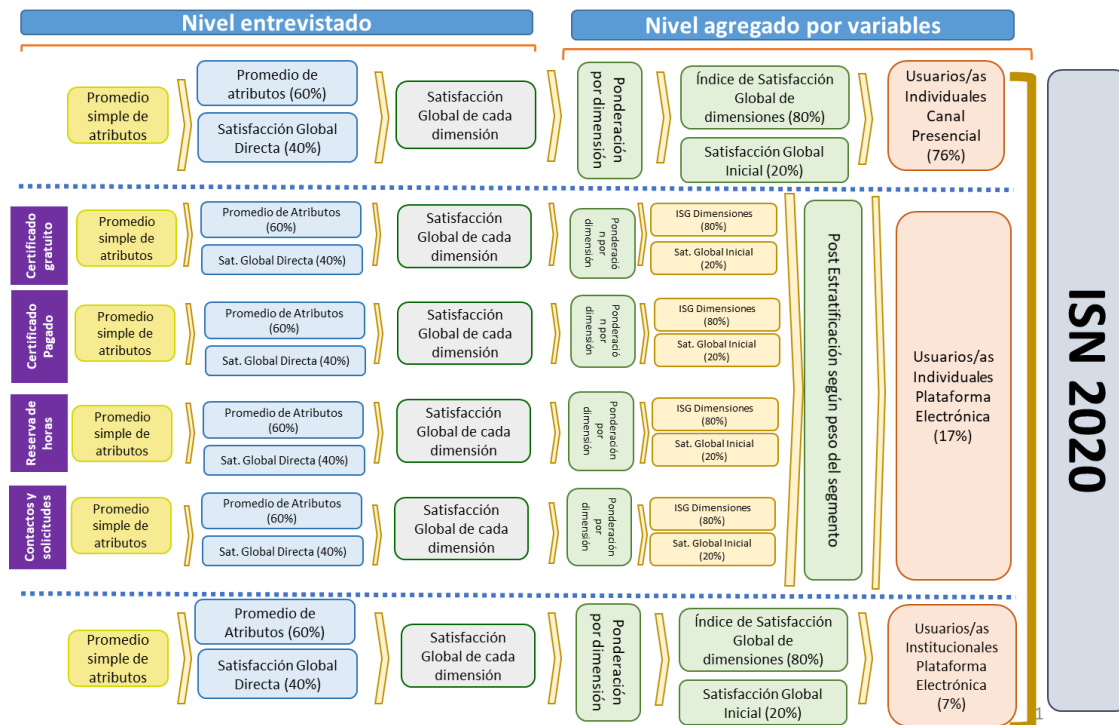 Nivel entrevistado
Nivel agregado por variables
Promedio
simple de
atributos
Promedio de
atributos (60%)
Satisfacción Global
Directa (40%)
Satisfacción
Global de cada
dimensión
Ponderación
por dimensión
Índice de Satisfacción
Global de
dimensiones (80%)
Satisfacción Global
Inicial (20%)
Usuarios/as
Individuales
Canal
Presencial
(76%)
Certificado
gratuito
Promedio
simple de
atributos
Promedio de Atributos
(60%)
Sat. Global Directa (40%)
Satisfacción
Global de cada
dimensión
Ponderació
n por
dimensión
ISG Dimensiones
(80%)
Sat. Global Inicial
(20%)
Certificado
Pagado
Promedio
simple de
atributos
Promedio de Atributos
(60%)
Sat. Global Directa (40%)
Satisfacción
Global de cada
dimensión
Ponderació
n por
dimensión
ISG Dimensiones
(80%)
Sat. Global Inicial
(20%)
Reserva de
horas
Promedio
simple de
atributos
Promedio de Atributos
(60%)
Sat. Global Directa (40%)
Satisfacción
Global de cada
dimensión
Ponderación
por
dimensión
ISG Dimensiones
(80%)
Sat. Global Inicial
(20%)
Contactos y
solicitudes
Promedio
simple de
atributos
Promedio de Atributos
(60%)
Sat. Global Directa (40%)
Satisfacción
Global de cada
dimensión
Ponderación
por
dimensión
ISG Dimensiones
(80%)
Sat. Global Inicial
(20%)
Post Estratificación según peso del segmento
Usuarios/as
Individuales
Plataforma
Electrónica
(17%)
Promedio
simple de
atributos
Promedio de
Atributos (60%)
Satisfacción Global
Directa (40%)
Satisfacción
Global de cada
dimensión
Ponderación
por dimensión
Índice de Satisfacción
Global de
dimensiones (80%)
Satisfacción Global
Inicial (20%)
Usuarios/as
Institucionales
Plataforma
Electrónica
(7%)
ISN 2020
1